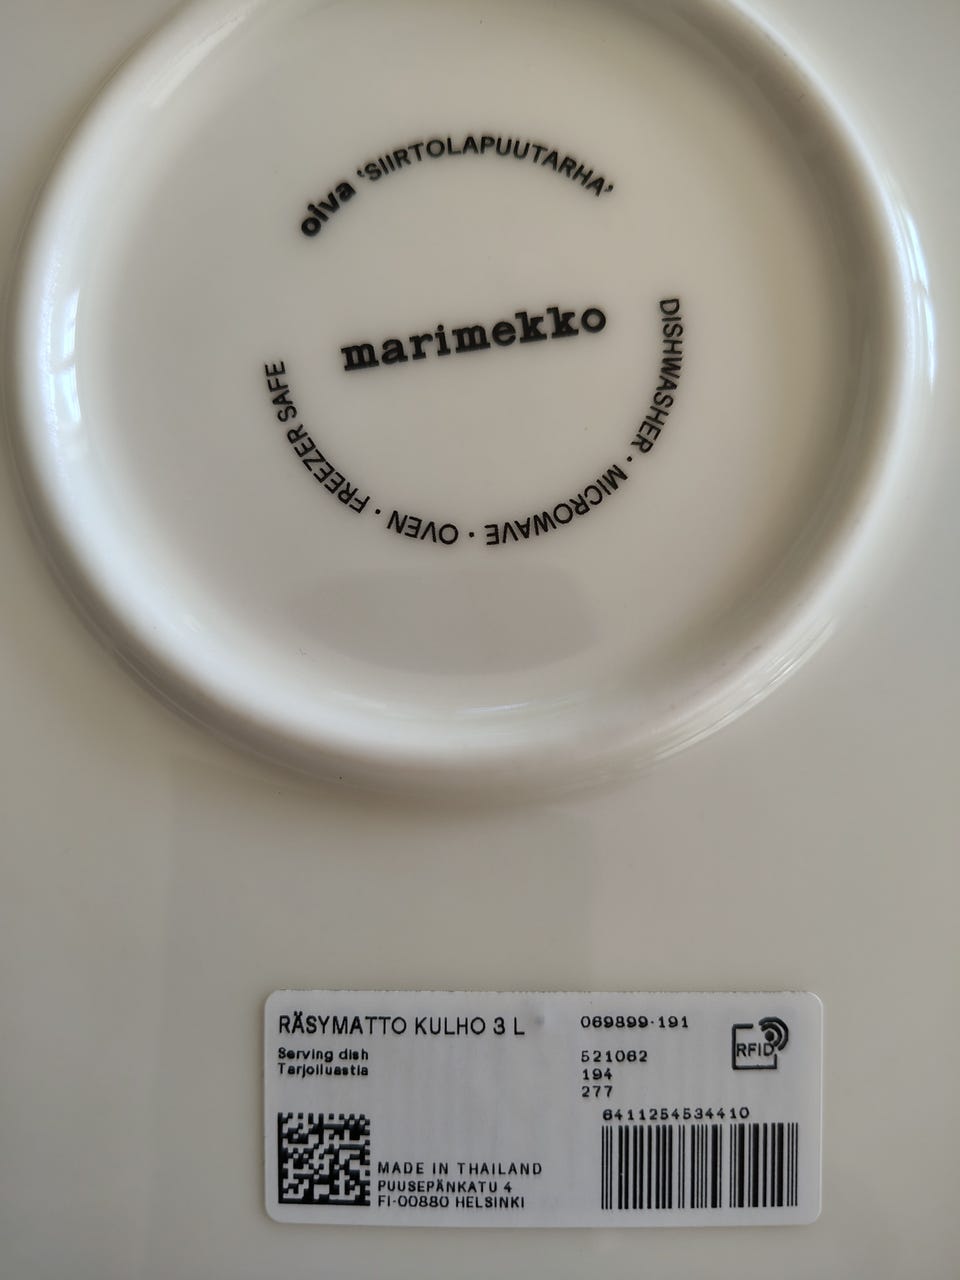 oiva 'SIIRTOLAPUUTARHA'
marimekko
DISHWASHER · MICROWAVE · OVEN · FREEZER SAFE
RÄSYMATTO KULHO 3 L
Serving dish
Tarjoiluastia
069899-191
521062
194
277
RFID
6411254534410
MADE IN THAILAND
PUUSEPÄNKATU 4
FI-00880 HELSINKI